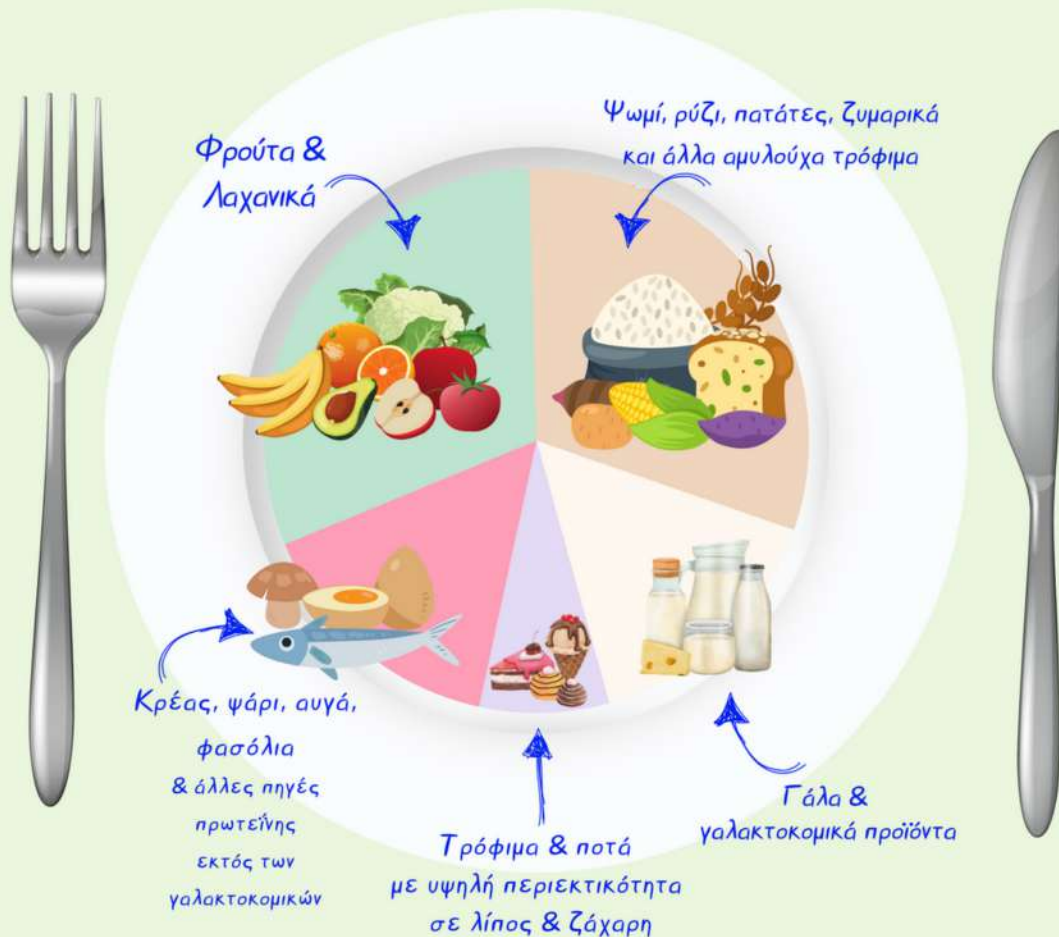 Φρούτα &
Λαχανικά
Ψωμί, ρύζι, πατάτες, ζυμαρικά
και άλλα αμυλούχα τρόφιμα
Κρέας, ψάρι, αυγά,
φασόλια
& άλλες πηγές
πρωτεΐνης
εκτός των
γαλακτοκομικών
Τρόφιμα & ποτά
με υψηλή περιεκτικότητα
σε λίπος & ζάχαρη
Γάλα &
γαλακτοκομικά προϊόντα